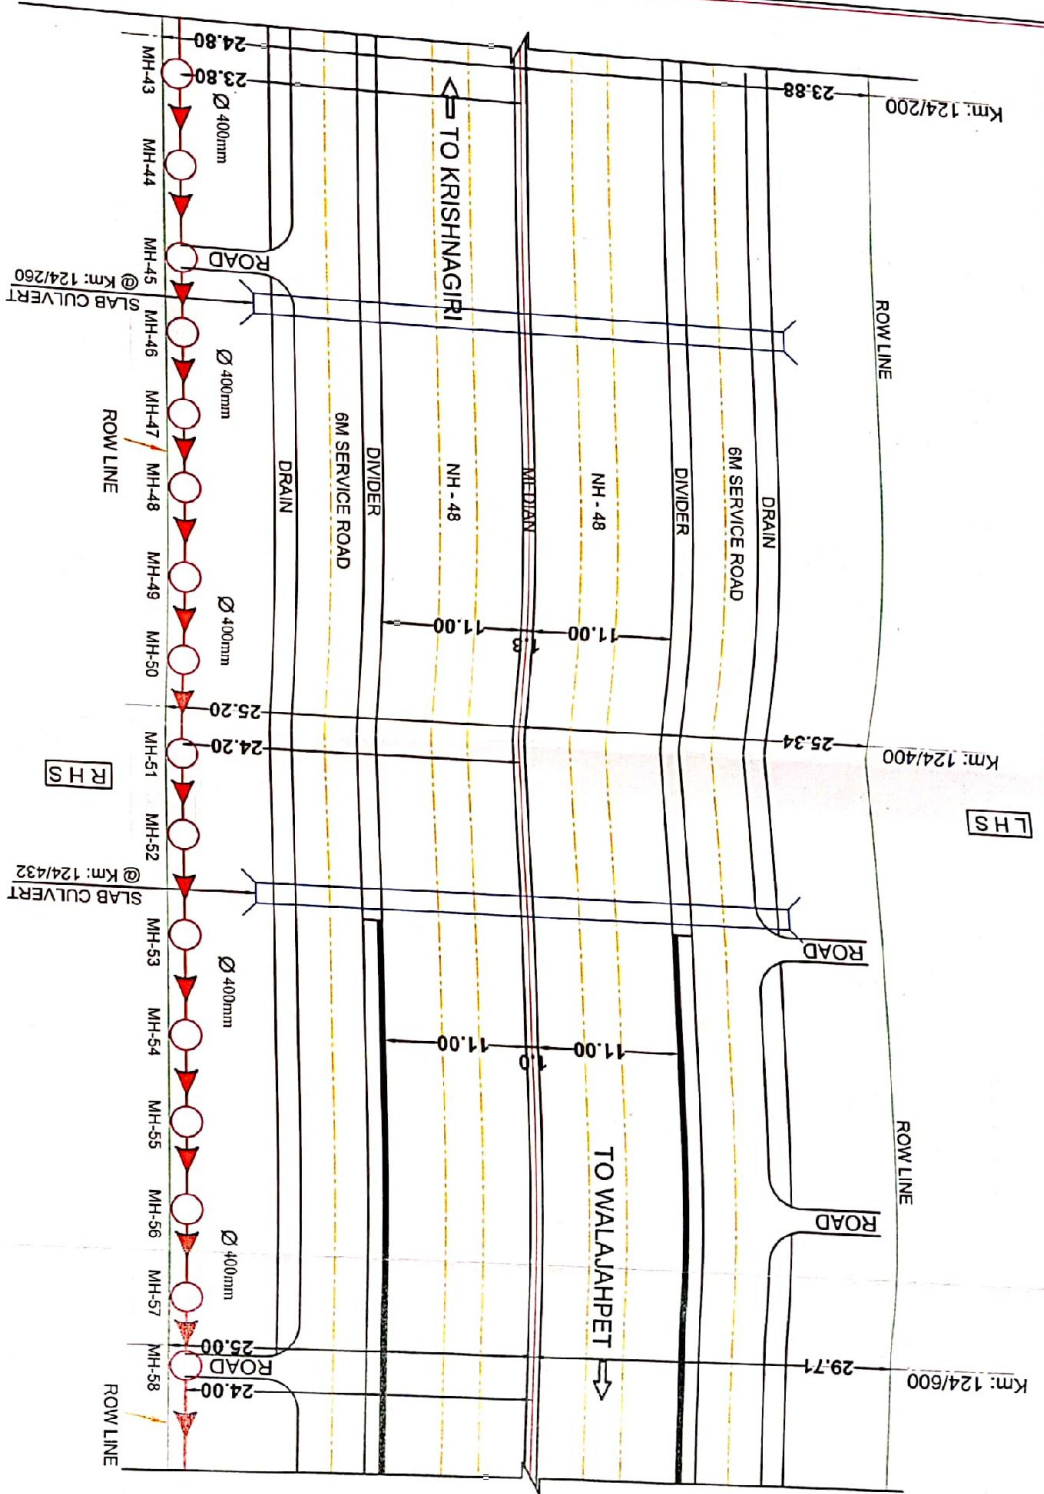 Km: 124/200
24.80
23.88
23.80
MH-43
Ø 400mm
TO KRISHNAGIRI
MH-44
MH-45
ROAD
SLAB CULVERT
@ Km: 124/260
MH-46
Ø 400mm
ROW LINE
MH-47
ROW LINE
MH-48
DRAIN
6M SERVICE ROAD
DIVIDER
NH - 48
MEDIAN
NH - 48
DIVIDER
6M SERVICE ROAD
DRAIN
MH-49
Ø 400mm
MH-50
11.00
1.3
11.00
25.20
25.34
Km: 124/400
24.20
MH-51
RHS
LHS
MH-52
SLAB CULVERT
@ Km: 124/432
MH-53
ROAD
Ø 400mm
MH-54
11.00
1.0
11.00
MH-55
ROW LINE
TO WALAJAHPET
MH-56
ROAD
Ø 400mm
MH-57
25.00
29.71
Km: 124/600
MH-58
ROAD
24.00
ROW LINE